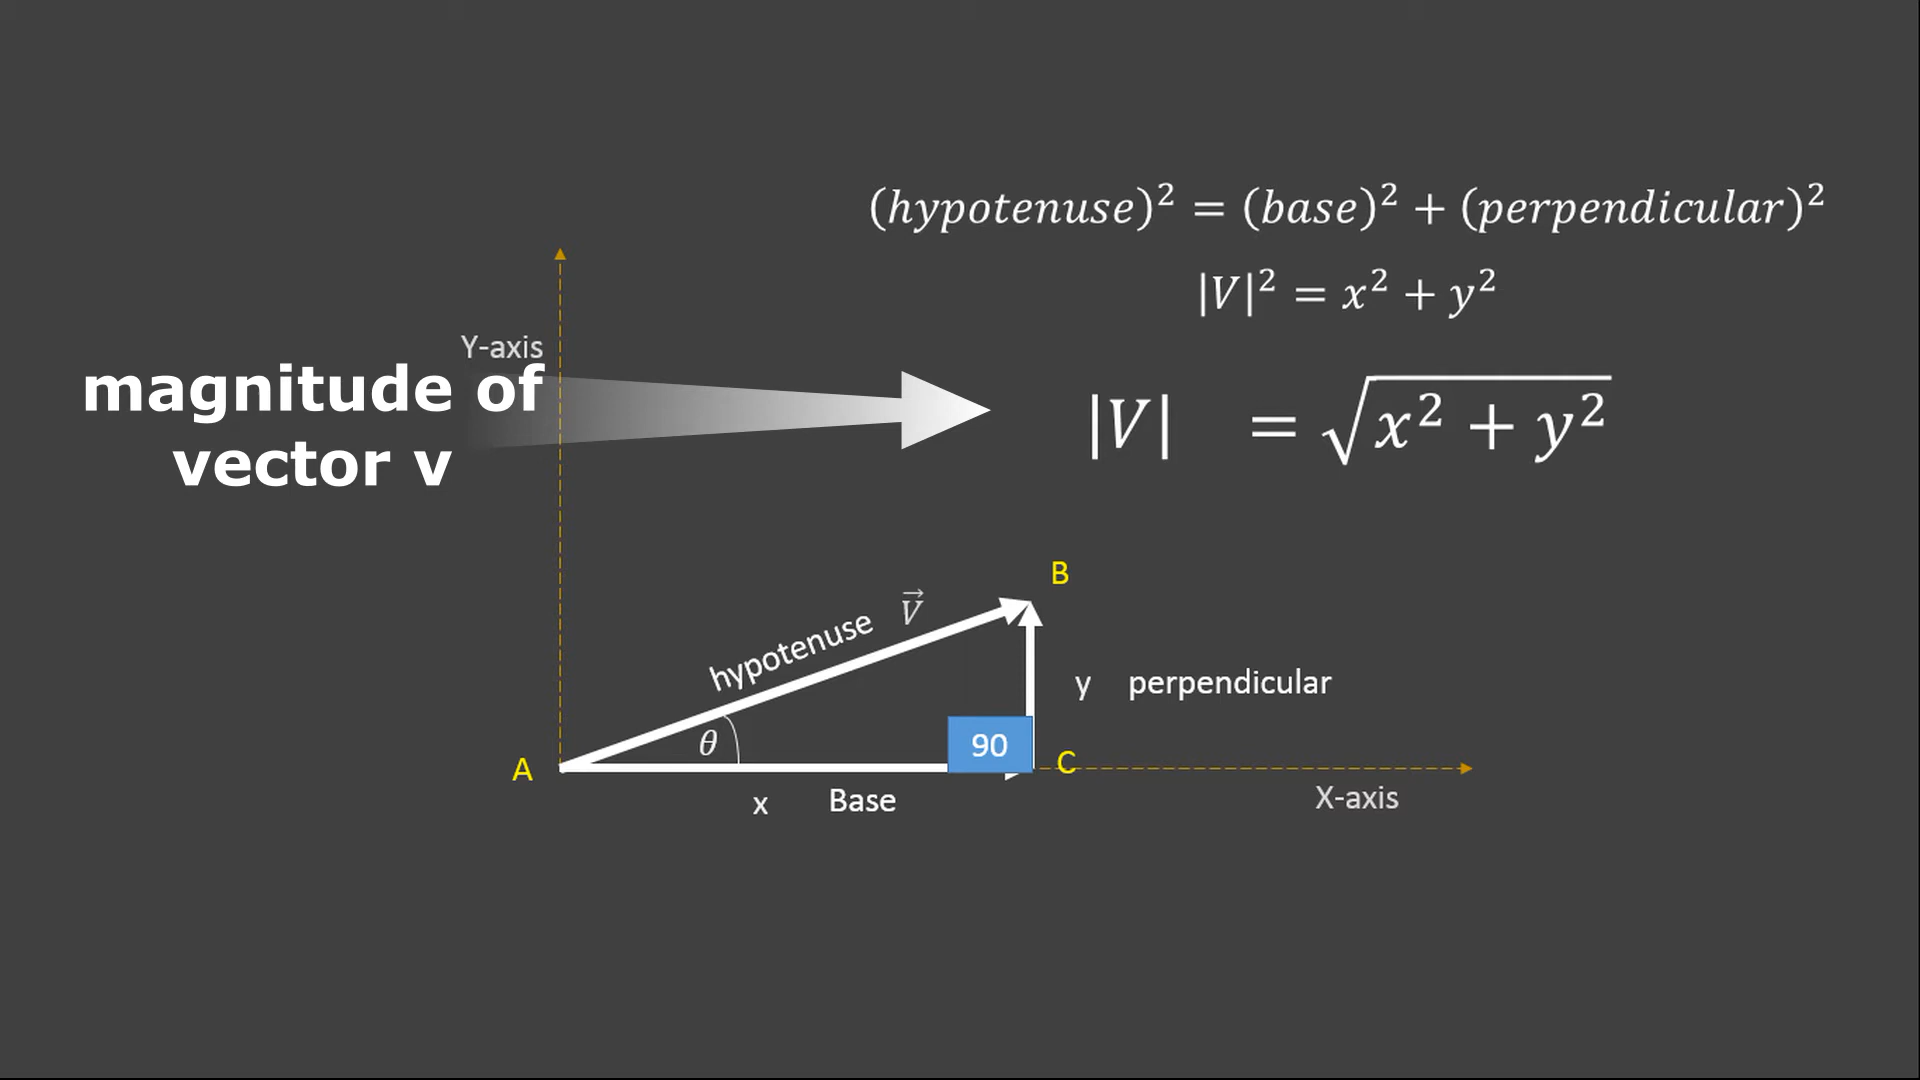 (hypotenuse)² = (base)² + (perpendicular)²
|V|² = x² + y²
Y-axis
magnitude of
vector v
|V| = √x² + y²
B
hypotenuse V⃗
y perpendicular
θ
90
A
C
x Base
X-axis